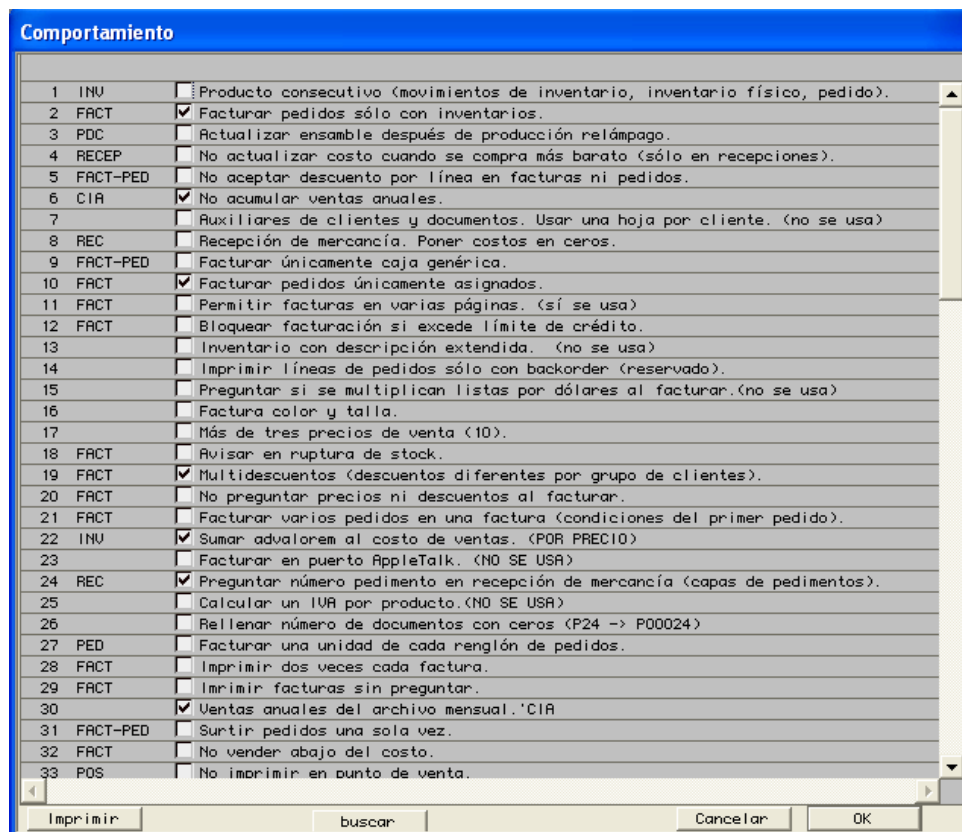 Comportamiento
1 INV Producto consecutivo (movimientos de inventario, inventario físico, pedido).
2 FACT Facturar pedidos sólo con inventarios.
3 PDC Actualizar ensamble después de producción relámpago.
4 RECEP No actualizar costo cuando se compra más barato (sólo en recepciones).
5 FACT-PED No aceptar descuento por línea en facturas ni pedidos.
6 CIA No acumular ventas anuales.
7 Auxiliares de clientes y documentos. Usar una hoja por cliente. (no se usa)
8 REC Recepción de mercancía. Poner costos en ceros.
9 FACT-PED Facturar únicamente caja genérica.
10 FACT Facturar pedidos únicamente asignados.
11 FACT Permitir facturas en varias páginas. (sí se usa)
12 FACT Bloquear facturación si excede límite de crédito.
13 Inventario con descripción extendida. (no se usa)
14 Imprimir líneas de pedidos sólo con backorder (reservado).
15 Preguntar si se multiplican listas por dólares al facturar.(no se usa)
16 Factura color y talla.
17 Más de tres precios de venta (10).
18 FACT Avisar en ruptura de stock.
19 FACT Multidescuentos (descuentos diferentes por grupo de clientes).
20 FACT No preguntar precios ni descuentos al facturar.
21 FACT Facturar varios pedidos en una factura (condiciones del primer pedido).
22 INV Sumar advalorem al costo de ventas. (POR PRECIO)
23 Facturar en puerto AppleTalk. (NO SE USA)
24 REC Preguntar número pedimento en recepción de mercancía (capas de pedimentos).
25 Calcular un IVA por producto.(NO SE USA)
26 Rellenar número de documentos con ceros (P24 -> P00024)
27 PED Facturar una unidad de cada renglón de pedidos.
28 FACT Imprimir dos veces cada factura.
29 FACT Imrimir facturas sin preguntar.
30 Ventas anuales del archivo mensual.'CIA
31 FACT-PED Surtir pedidos una sola vez.
32 FACT No vender abajo del costo.
33 POS No imprimir en punto de venta.
Imprimir buscar Cancelar OK